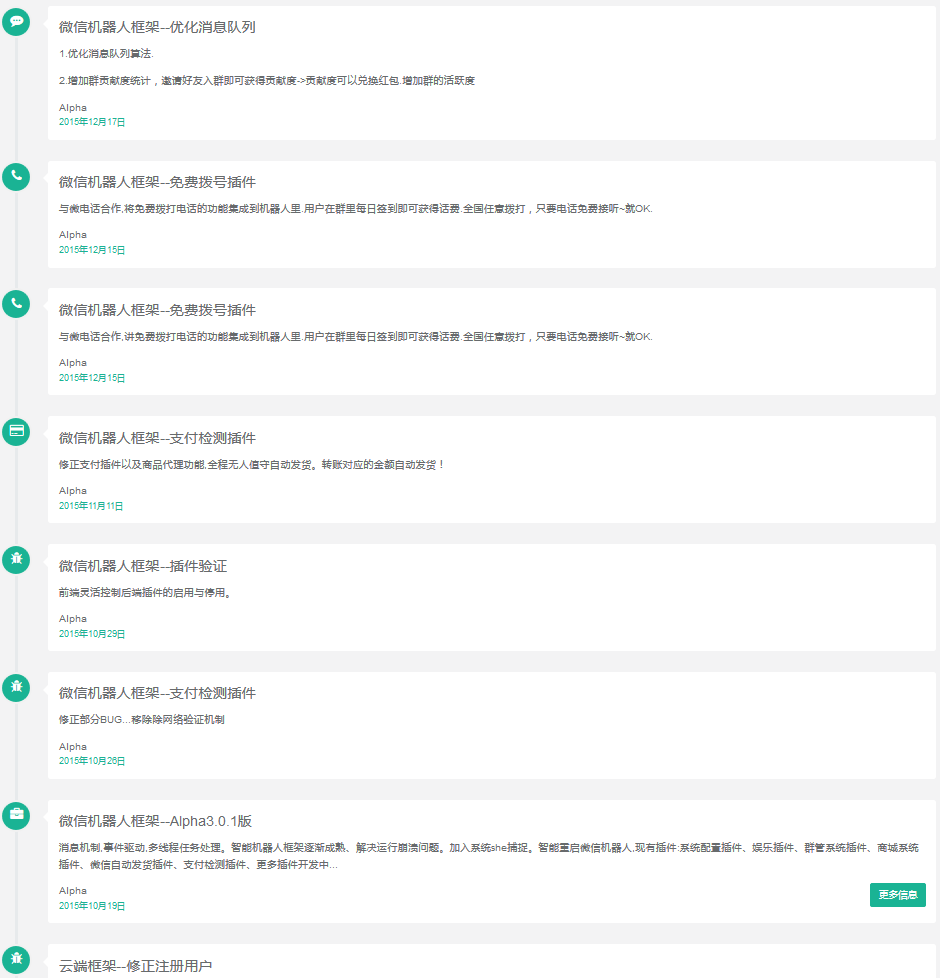 微信机器人框架--优化消息队列
1.优化消息队列算法.
2.增加群贡献度统计，邀请好友入群即可获得贡献度->贡献度可以兑换红包.增加群的活跃度
Alpha
2015年12月17日
微信机器人框架--免费拨号插件
与微电话合作,将免费拨打电话的功能集成到机器人里.用户在群里每日签到即可获得话费.全国任意拨打，只要电话免费接听~就OK.
Alpha
2015年12月15日
微信机器人框架--免费拨号插件
与微电话合作,讲免费拨打电话的功能集成到机器人里.用户在群里每日签到即可获得话费.全国任意拨打，只要电话免费接听~就OK.
Alpha
2015年12月15日
微信机器人框架--支付检测插件
修正支付插件以及商品代理功能,全程无人值守自动发货。转账对应的金额自动发货！
Alpha
2015年11月11日
微信机器人框架--插件验证
前端灵活控制后端插件的启用与停用。
Alpha
2015年10月29日
微信机器人框架--支付检测插件
修正部分BUG...移除除网络验证机制
Alpha
2015年10月26日
微信机器人框架--Alpha3.0.1版
消息机制,事件驱动,多线程任务处理。智能机器人框架逐渐成熟、解决运行崩溃问题。加入系统she捕捉。智能重启微信机器人,现有插件:系统配置插件、娱乐插件、群管系统插件、商城系统
插件、微信自动发货插件、支付检测插件、更多插件开发中...
Alpha
更多信息
2015年10月19日
云端框架--修正注册用户